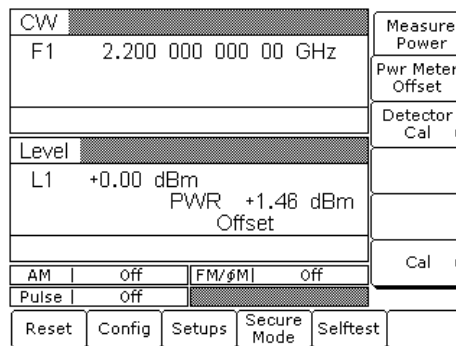 CW
F1 2.200 000 000 00 GHz
Level
L1 +0.00 dBm
PWR +1.46 dBm
Offset
AM | Off FM/ϕM| Off
Pulse | Off
Measure
Power
Pwr Meter
Offset
Detector
Cal
Cal
Reset Config Setups Secure Mode Selftest